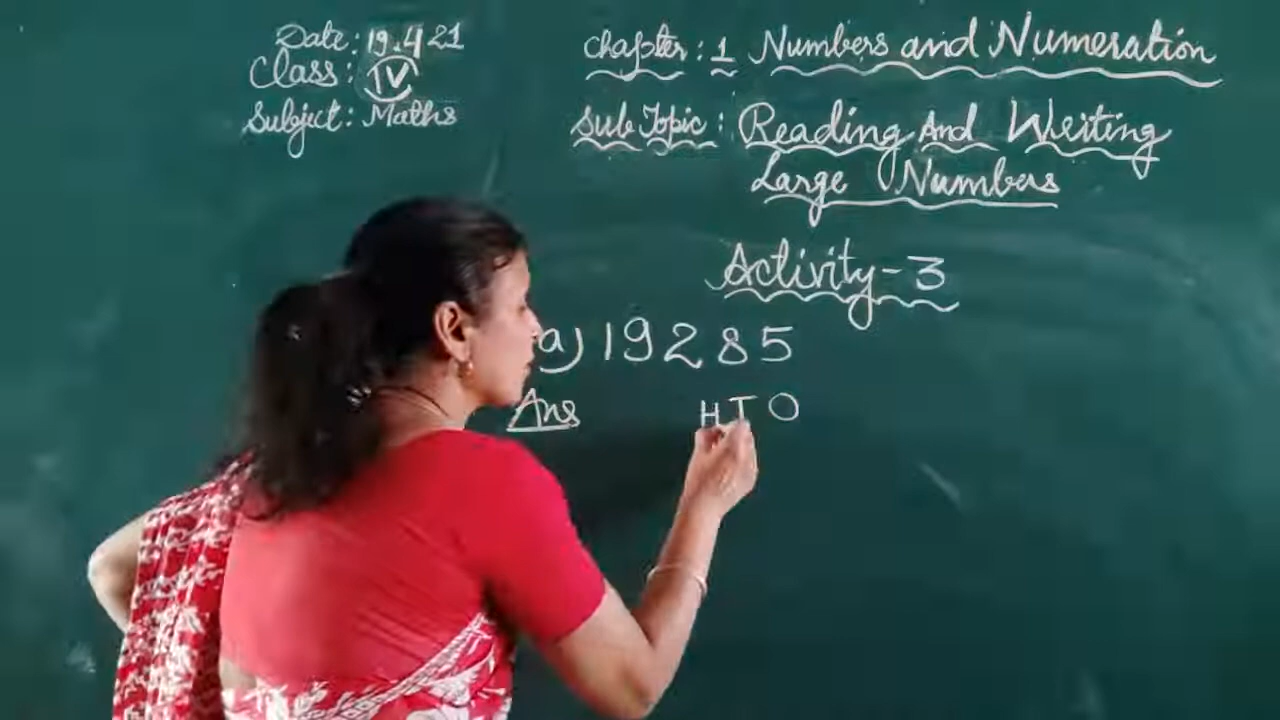 Date: 19.4 21
Class: IV
Subject: Maths
Chapter: 1 Numbers and Numeration
Sub Topic: Reading And Writing
Large Numbers
Activity-3
a) 19285
Ans H T O